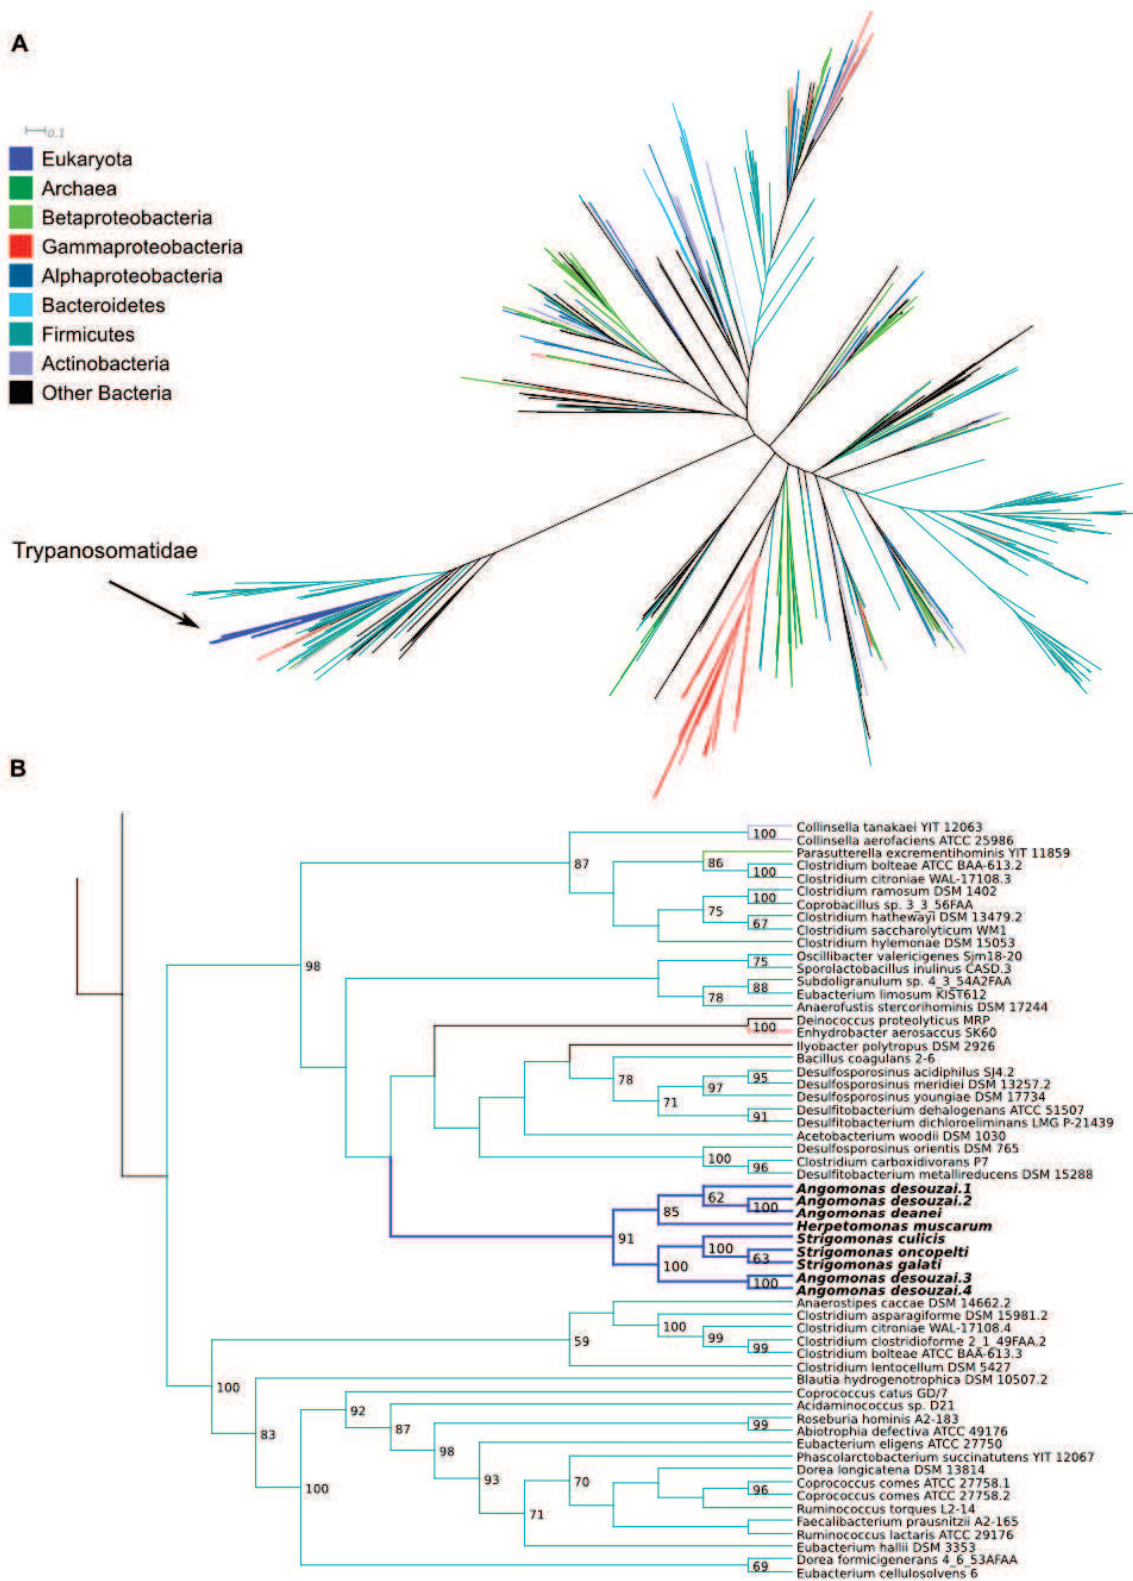 A
0.1
Eukaryota
Archaea
Betaproteobacteria
Gammaproteobacteria
Alphaproteobacteria
Bacteroidetes
Firmicutes
Actinobacteria
Other Bacteria
Trypanosomatidae
B
Collinsella tanakaei YIT 12063
100
Collinsella aerofaciens ATCC 25986
Parasutterella excrementihominis YIT 11859
87
86
Clostridium bolteae ATCC BAA-613.2
100
Clostridium citroniae WAL-17108.3
Clostridium ramosum DSM 1402
100
Coprobacillus sp. 3_3_56FAA
75
Clostridium hathewayi DSM 13479.2
67
Clostridium saccharolyticum WM1
Clostridium hylemonae DSM 15053
Oscillibacter valericigenes Sjm18-20
98
75
Sporolactobacillus inulinus CASD.3
Subdoligranulum sp. 4_3_54A2FAA
88
Eubacterium limosum KIST612
78
Anaerofustis stercorihominis DSM 17244
Deinococcus proteolyticus MRP
100
Enhydrobacter aerosaccus SK60
Ilyobacter polytropus DSM 2926
Bacillus coagulans 2-6
Desulfosporosinus acidiphilus SJ4.2
78
95
Desulfosporosinus meridiei DSM 13257.2
97
Desulfosporosinus youngiae DSM 17734
71
Desulfitobacterium dehalogenans ATCC 51507
91
Desulfitobacterium dichloroeliminans LMG P-21439
Acetobacterium woodii DSM 1030
Desulfosporosinus orientis DSM 765
100
Clostridium carboxidivorans P7
96
Desulfitobacterium metallireducens DSM 15288
Angomonas desouzai.1
62
Angomonas desouzai.2
100
Angomonas deanei
85
Herpetomonas muscarum
91
Strigomonas culicis
100
Strigomonas oncopelti
63
Strigomonas galati
100
Angomonas desouzai.3
100
Angomonas desouzai.4
Anaerostipes caccae DSM 14662.2
Clostridium asparagiforme DSM 15981.2
100
Clostridium citroniae WAL-17108.4
99
Clostridium clostridioforme 2_1_49FAA.2
59
99
Clostridium bolteae ATCC BAA-613.3
Clostridium lentocellum DSM 5427
Blautia hydrogenotrophica DSM 10507.2
100
Coprococcus catus GD/7
92
Acidaminococcus sp. D21
Roseburia hominis A2-183
87
99
Abiotrophia defectiva ATCC 49176
83
Eubacterium eligens ATCC 27750
98
Phascolarctobacterium succinatutens YIT 12067
Dorea longicatena DSM 13814
93
70
Coprococcus comes ATCC 27758.1
100
96
Coprococcus comes ATCC 27758.2
Ruminococcus torques L2-14
71
Faecalibacterium prausnitzii A2-165
Ruminococcus lactaris ATCC 29176
Eubacterium hallii DSM 3353
Dorea formicigenerans 4_6_53AFAA
69
Eubacterium cellulosolvens 6